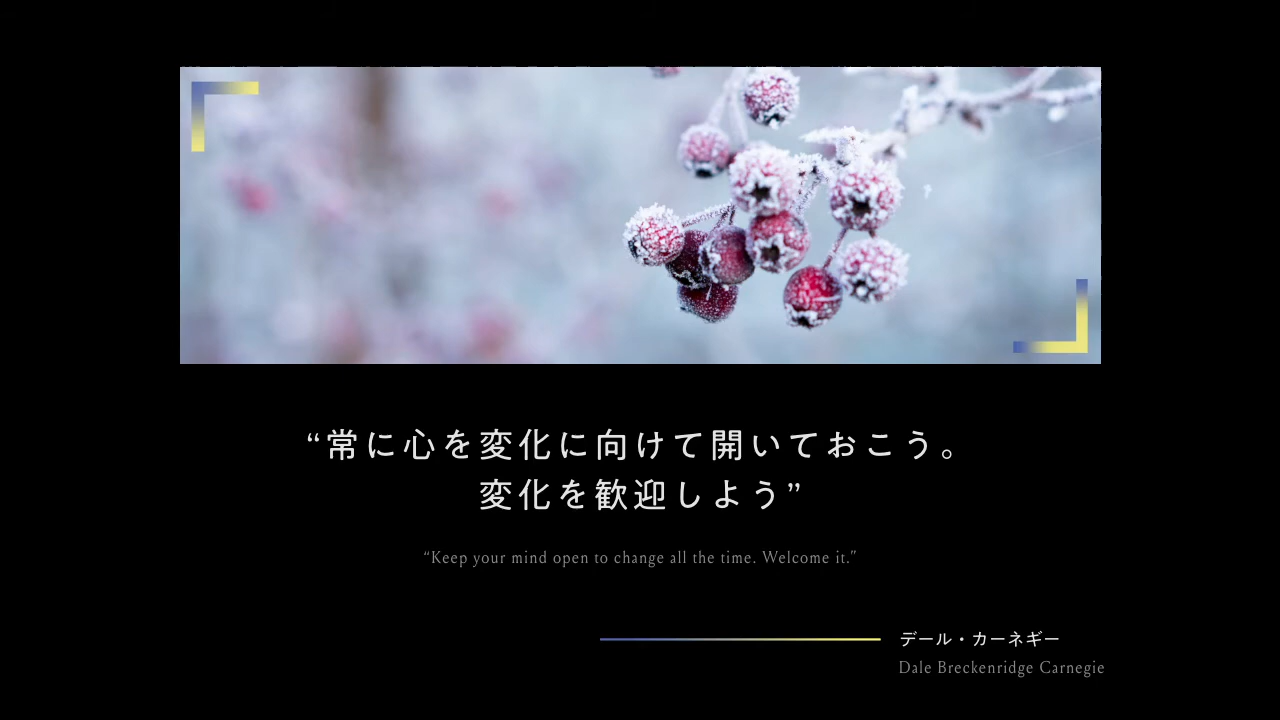 “常に心を変化に向けて開いておこう。
変化を歓迎しよう”
“Keep your mind open to change all the time. Welcome it.”
デール・カーネギー
Dale Breckenridge Carnegie